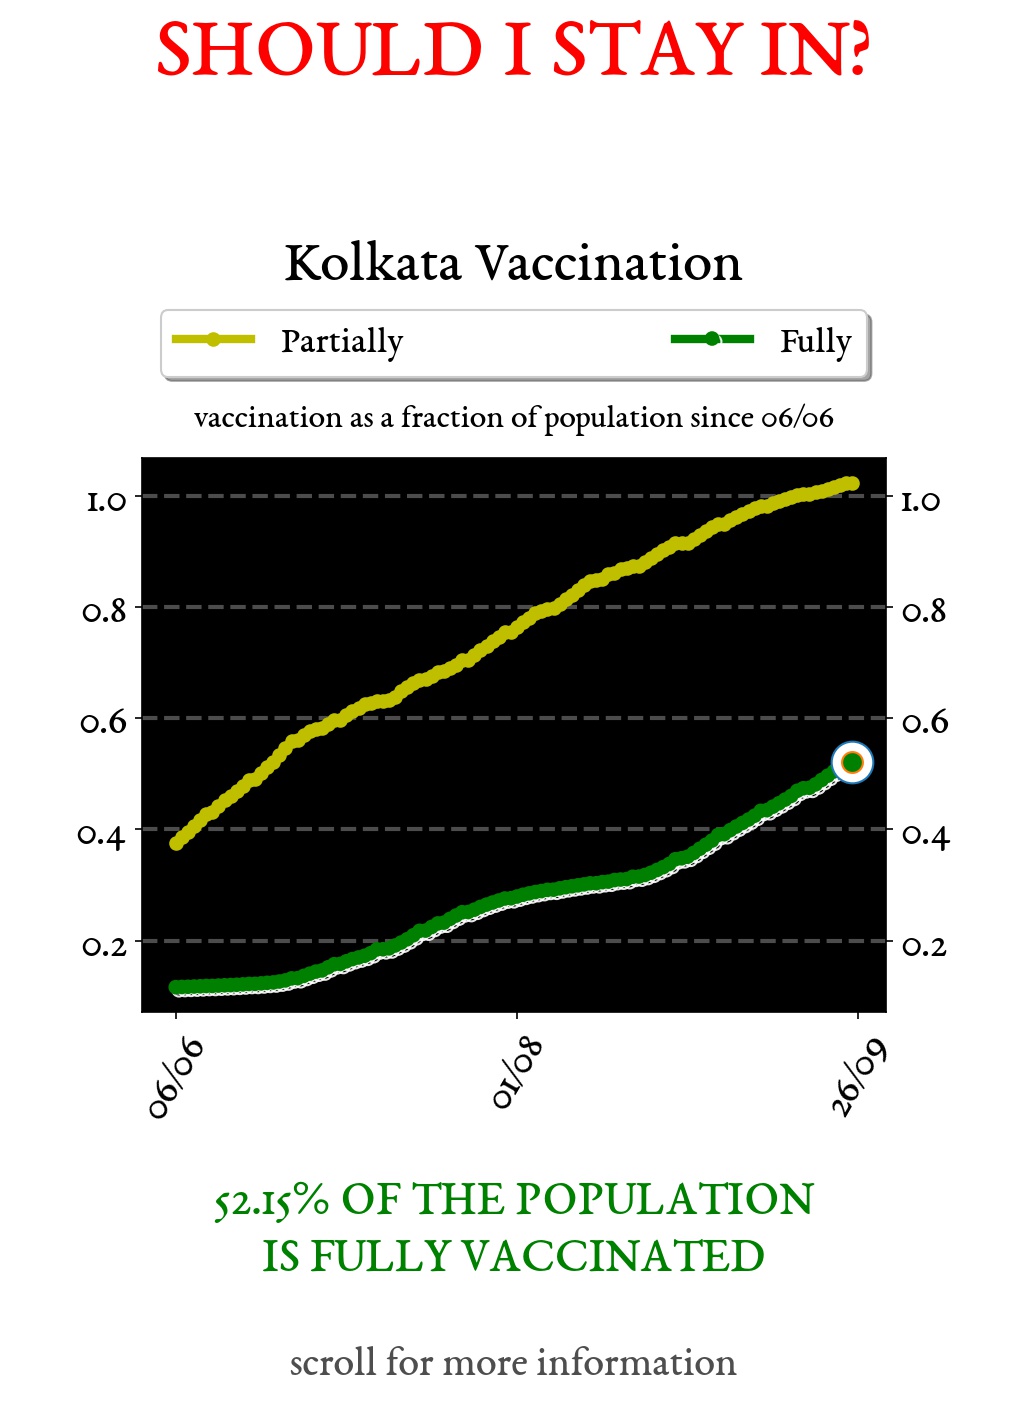 SHOULD I STAY IN?
Kolkata Vaccination
Partially Fully
vaccination as a fraction of population since 06/06
1.0 1.0
0.8 0.8
0.6 0.6
0.4 0.4
0.2 0.2
06/06 01/08 26/09
52.15% OF THE POPULATION
IS FULLY VACCINATED
scroll for more information